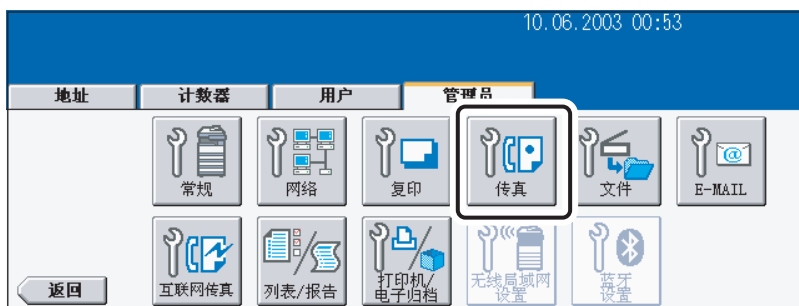 10.06.2003 00:53
地址 计数器 用户 管理员
常规 网络 复印 传真 文件 E-MAIL
互联网传真 列表/报告 打印机/ 无线局域网 蓝牙
电子归档 设置 设置
返回